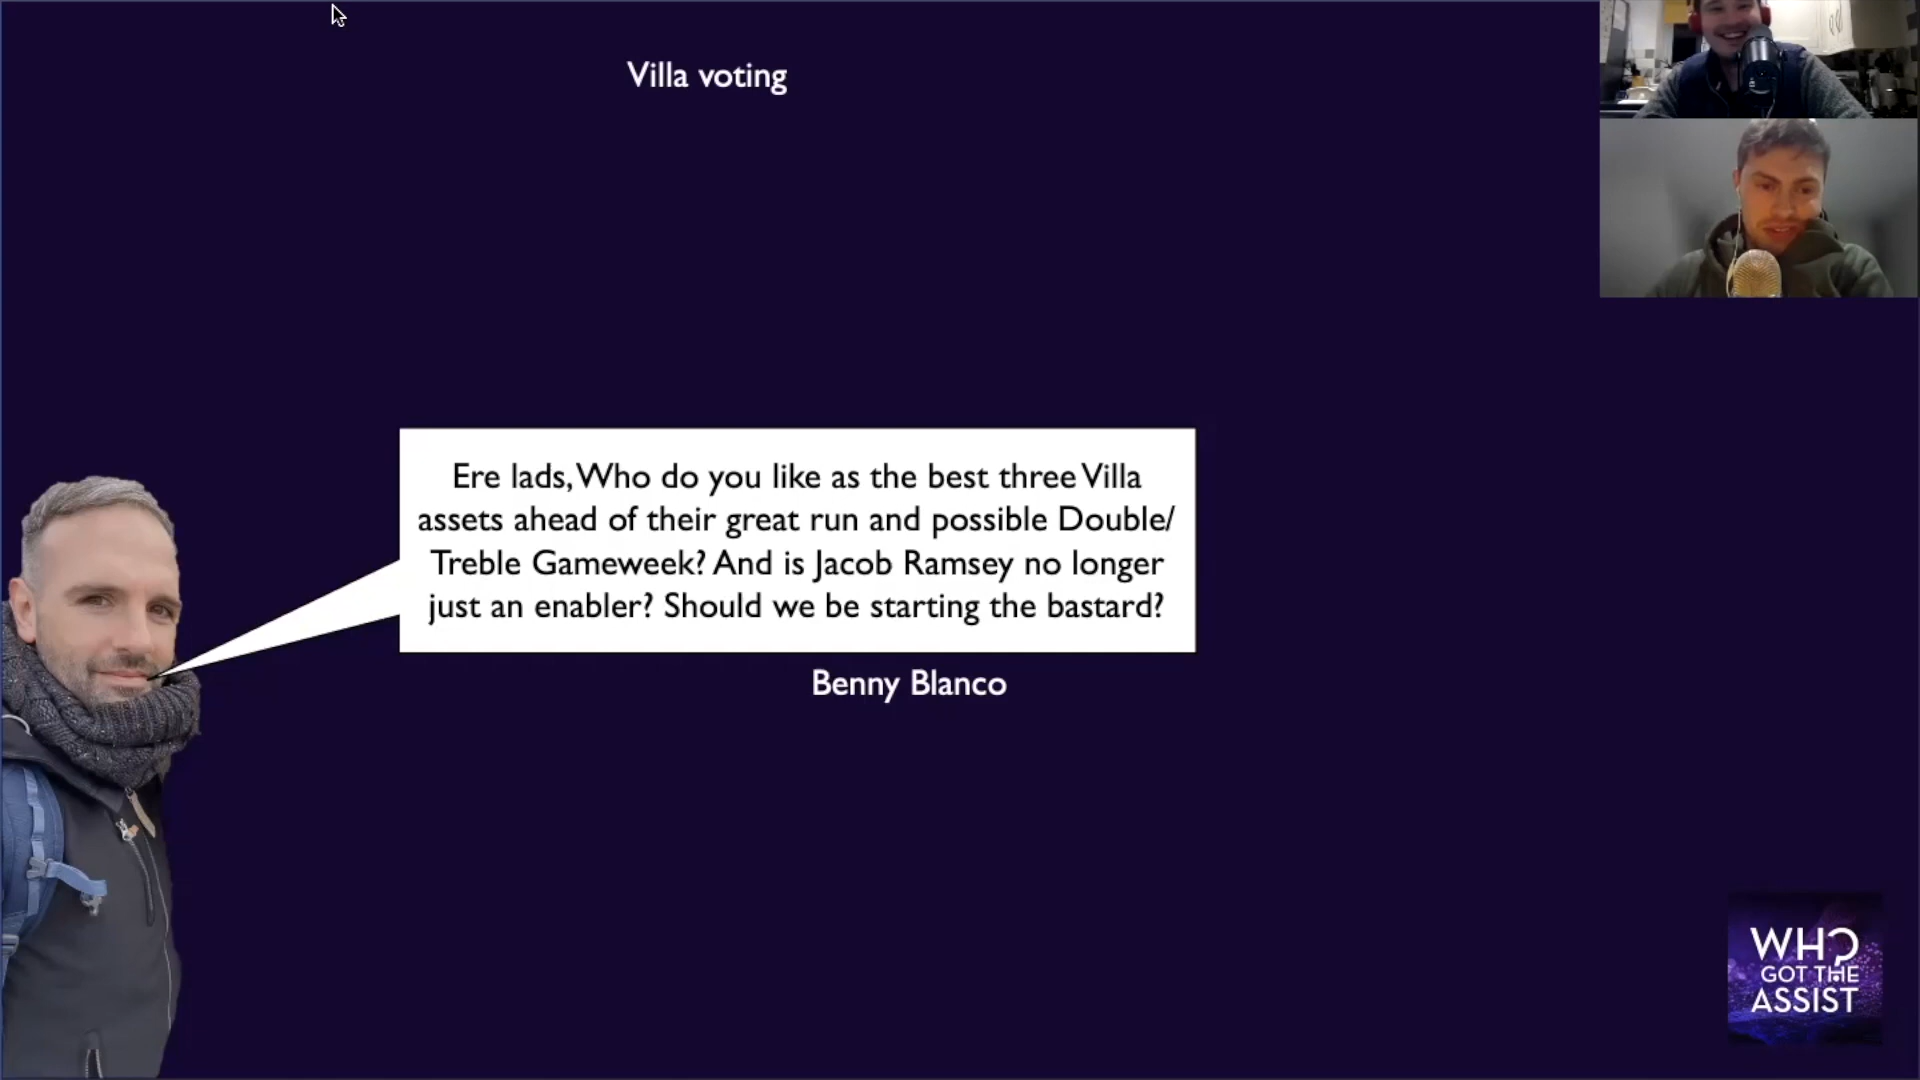 Villa voting
Ere lads, Who do you like as the best three Villa
assets ahead of their great run and possible Double/
Treble Gameweek? And is Jacob Ramsey no longer
just an enabler? Should we be starting the bastard?
Benny Blanco
WHO
GOT THE
ASSIST